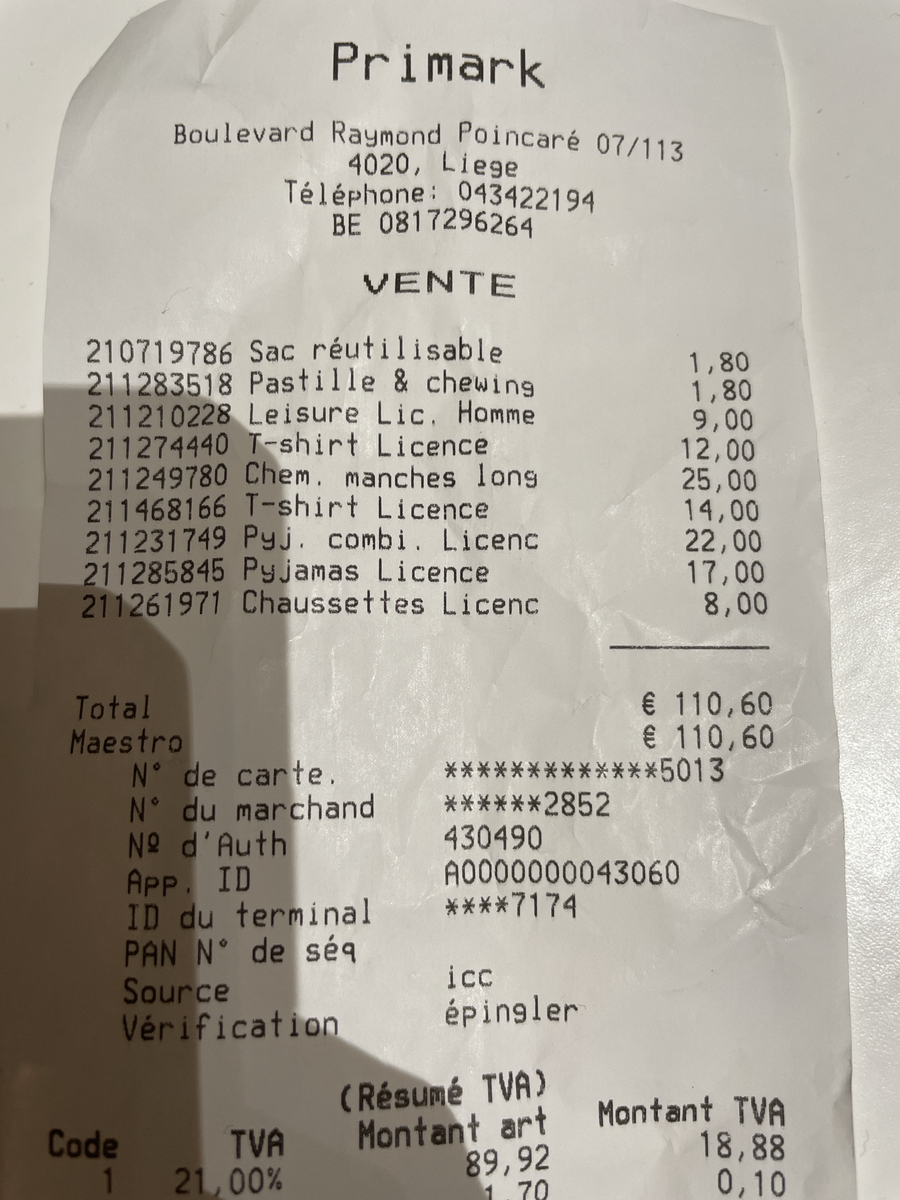 Primark
Boulevard Raymond Poincaré 07/113
4020, Liege
Téléphone: 043422194
BE 0817296264
VENTE
210719786 Sac réutilisable 1,80
211283518 Pastille & chewing 1,80
211210228 Leisure Lic. Homme 9,00
211274440 T-shirt Licence 12,00
211249780 Chem. manches long 25,00
211468166 T-shirt Licence 14,00
211231749 Pyj. combi. Licenc 22,00
211285845 Pyjamas Licence 17,00
211261971 Chaussettes Licenc 8,00
Total € 110,60
Maestro € 110,60
N° de carte. *************5013
N° du marchand ******2852
Nº d'Auth 430490
App. ID A0000000043060
ID du terminal ****7174
PAN N° de séq
Source icc
Vérification épingler
(Résumé TVA)
Code TVA Montant art Montant TVA
1 21,00% 89,92 18,88
1,70 0,10